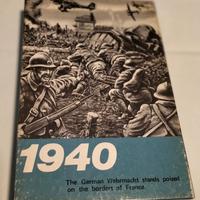 1940
The German Wehrmacht stands poised
on the borders of France.